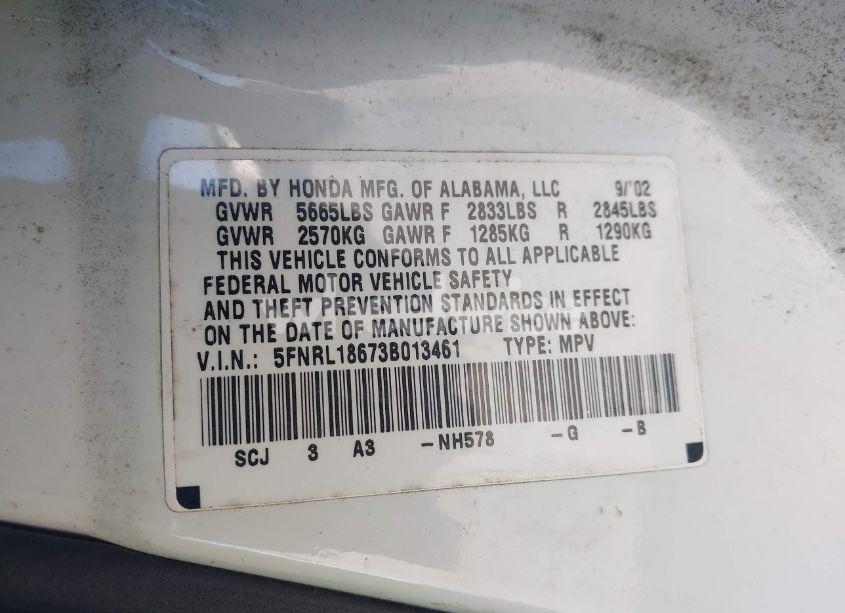 MFD. BY HONDA MFG. OF ALABAMA, LLC 9/'02
GVWR 5665LBS GAWR F 2833LBS R 2845LBS
GVWR 2570KG GAWR F 1285KG R 1290KG
THIS VEHICLE CONFORMS TO ALL APPLICABLE
FEDERAL MOTOR VEHICLE SAFETY
AND THEFT PREVENTION STANDARDS IN EFFECT
ON THE DATE OF MANUFACTURE SHOWN ABOVE:
V.I.N.: 5FNRL18673B013461 TYPE: MPV
SCJ 3 A3 -NH578 -G -B